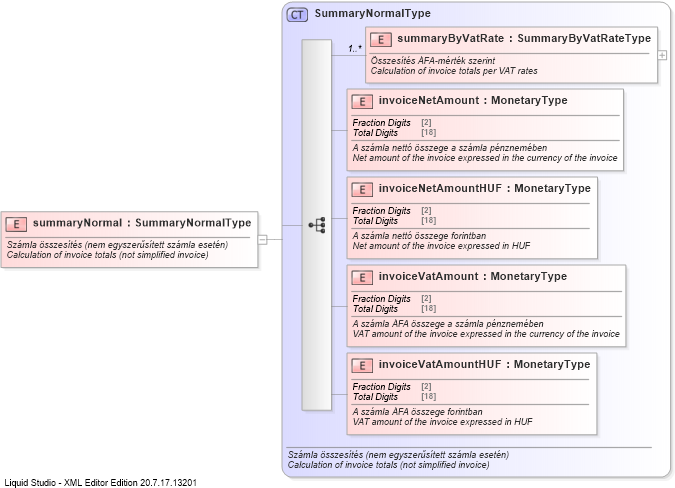 CT SummaryNormalType
1..*
E summaryByVatRate : SummaryByVatRateType
Összesítés ÁFA-mérték szerint
Calculation of invoice totals per VAT rates
E invoiceNetAmount : MonetaryType
Fraction Digits [2]
Total Digits [18]
A számla nettó összege a számla pénznemében
Net amount of the invoice expressed in the currency of the invoice
E invoiceNetAmountHUF : MonetaryType
Fraction Digits [2]
Total Digits [18]
A számla nettó összege forintban
Net amount of the invoice expressed in HUF
E summaryNormal : SummaryNormalType
Számla összesítés (nem egyszerűsített számla esetén)
Calculation of invoice totals (not simplified invoice)
E invoiceVatAmount : MonetaryType
Fraction Digits [2]
Total Digits [18]
A számla ÁFA összege a számla pénznemében
VAT amount of the invoice expressed in the currency of the invoice
E invoiceVatAmountHUF : MonetaryType
Fraction Digits [2]
Total Digits [18]
A számla ÁFA összege forintban
VAT amount of the invoice expressed in HUF
Számla összesítés (nem egyszerűsített számla esetén)
Calculation of invoice totals (not simplified invoice)
Liquid Studio - XML Editor Edition 20.7.17.13201